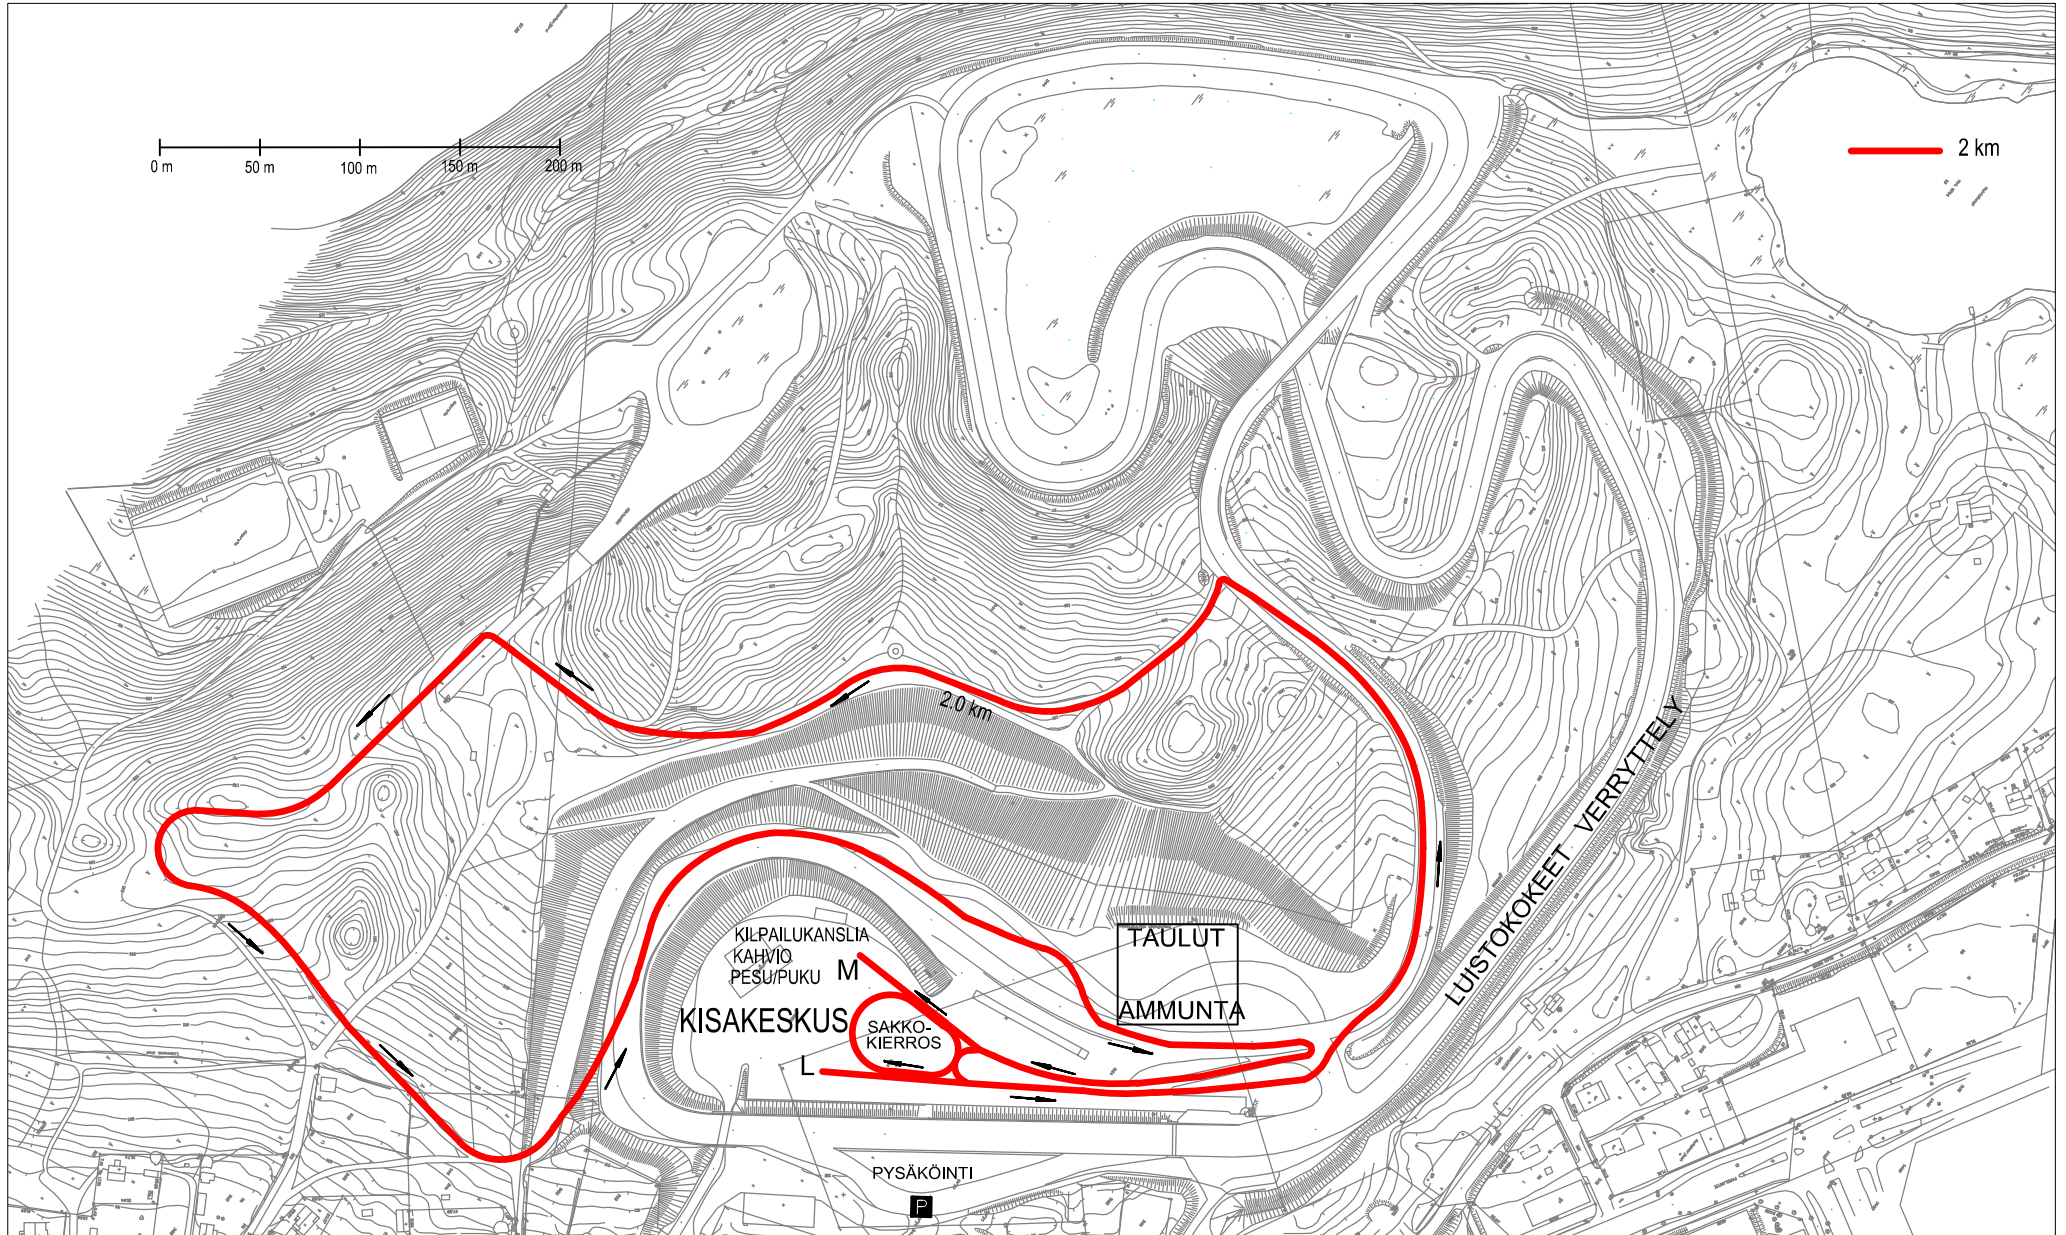 0 m
50 m
100 m
150 m
200 m
2 km
2.0 km
LUISTOKOKEET VERRYTTELY
KILPAILUKANSLIA
KAHVIO
PESU/PUKU
M
KISAKESKUS
SAKKO-
KIERROS
L
TAULUT
AMMUNTA
PYSÄKÖINTI
P